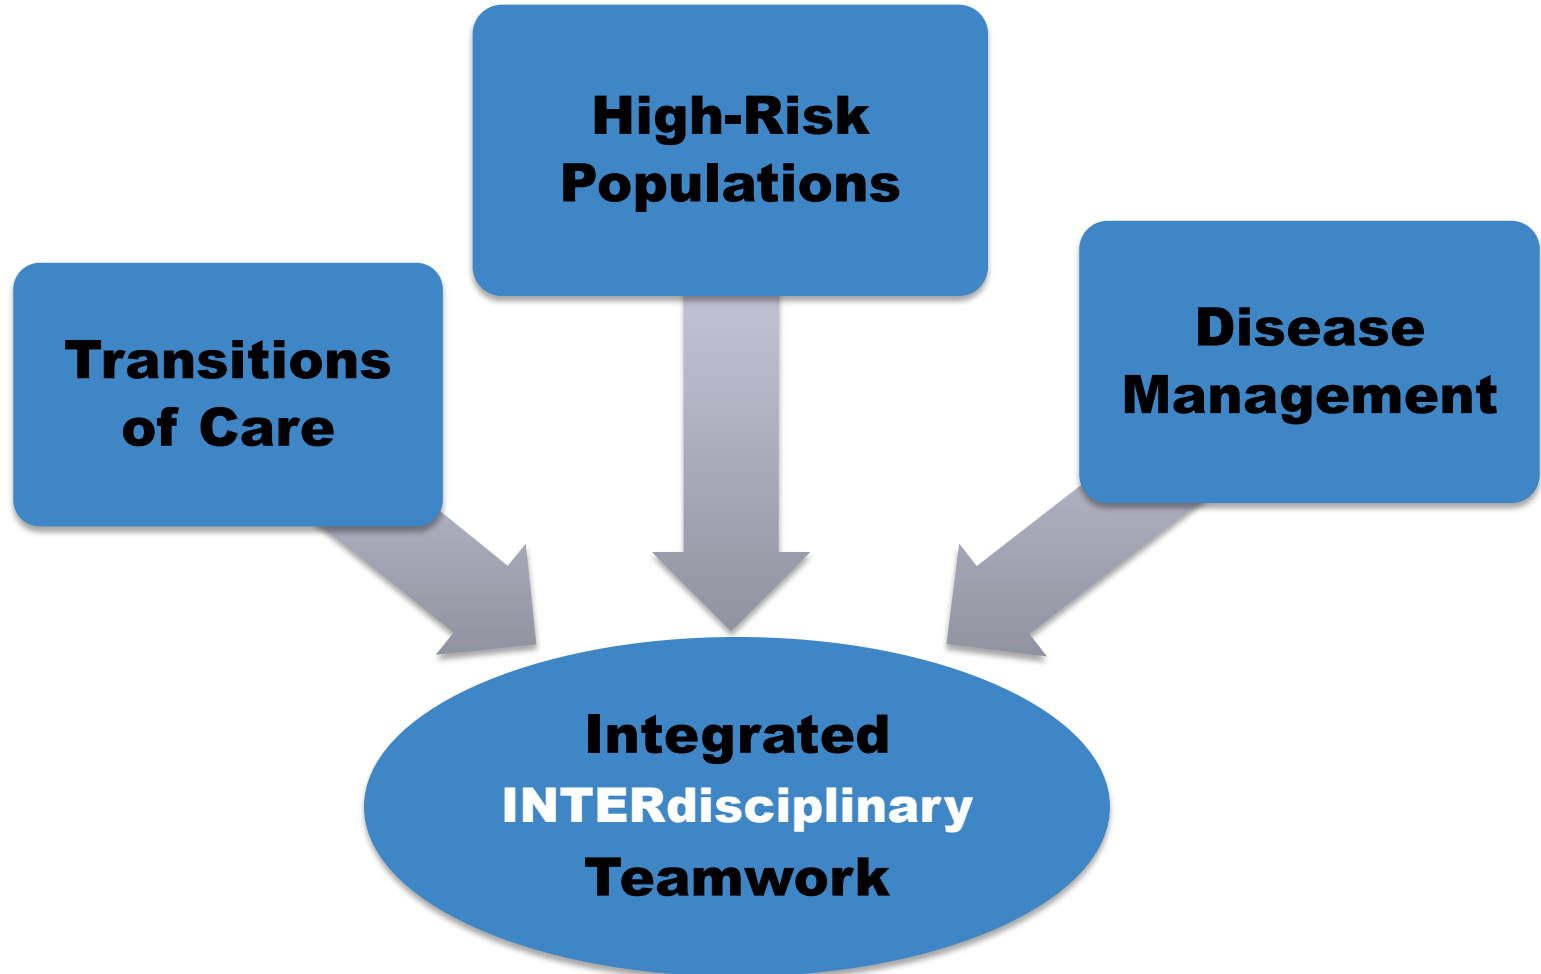 High-Risk
Populations
Transitions
of Care
Disease
Management
Integrated
INTERdisciplinary
Teamwork